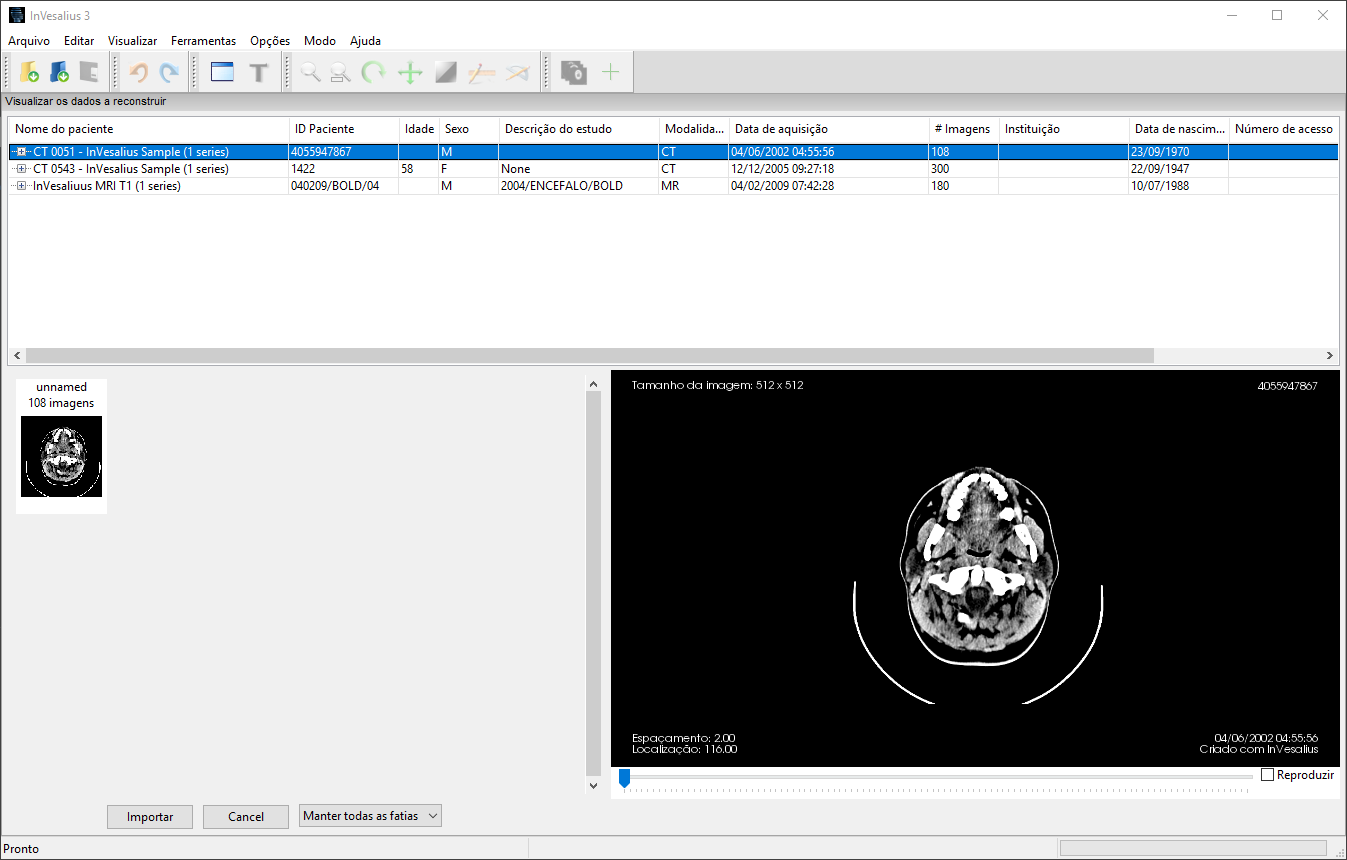 InVesalius 3
Arquivo Editar Visualizar Ferramentas Opções Modo Ajuda
T
Visualizar os dados a reconstruir
Nome do paciente ID Paciente Idade Sexo Descrição do estudo Modalida... Data de aquisição # Imagens Instituição Data de nascim... Número de acesso
CT 0051 - InVesalius Sample (1 series) 4055947867 M CT 04/06/2002 04:55:56 108 23/09/1970
CT 0543 - InVesalius Sample (1 series) 1422 58 F None CT 12/12/2005 09:27:18 300 22/09/1947
InVesaliuus MRI T1 (1 series) 040209/BOLD/04 M 2004/ENCEFALO/BOLD MR 04/02/2009 07:42:28 180 10/07/1988
unnamed
108 imagens
Tamanho da imagem: 512 x 512
4055947867
Espaçamento: 2.00
Localização: 116.00
04/06/2002 04:55:56
Criado com InVesalius
Reproduzir
Importar Cancel Manter todas as fatias
Pronto